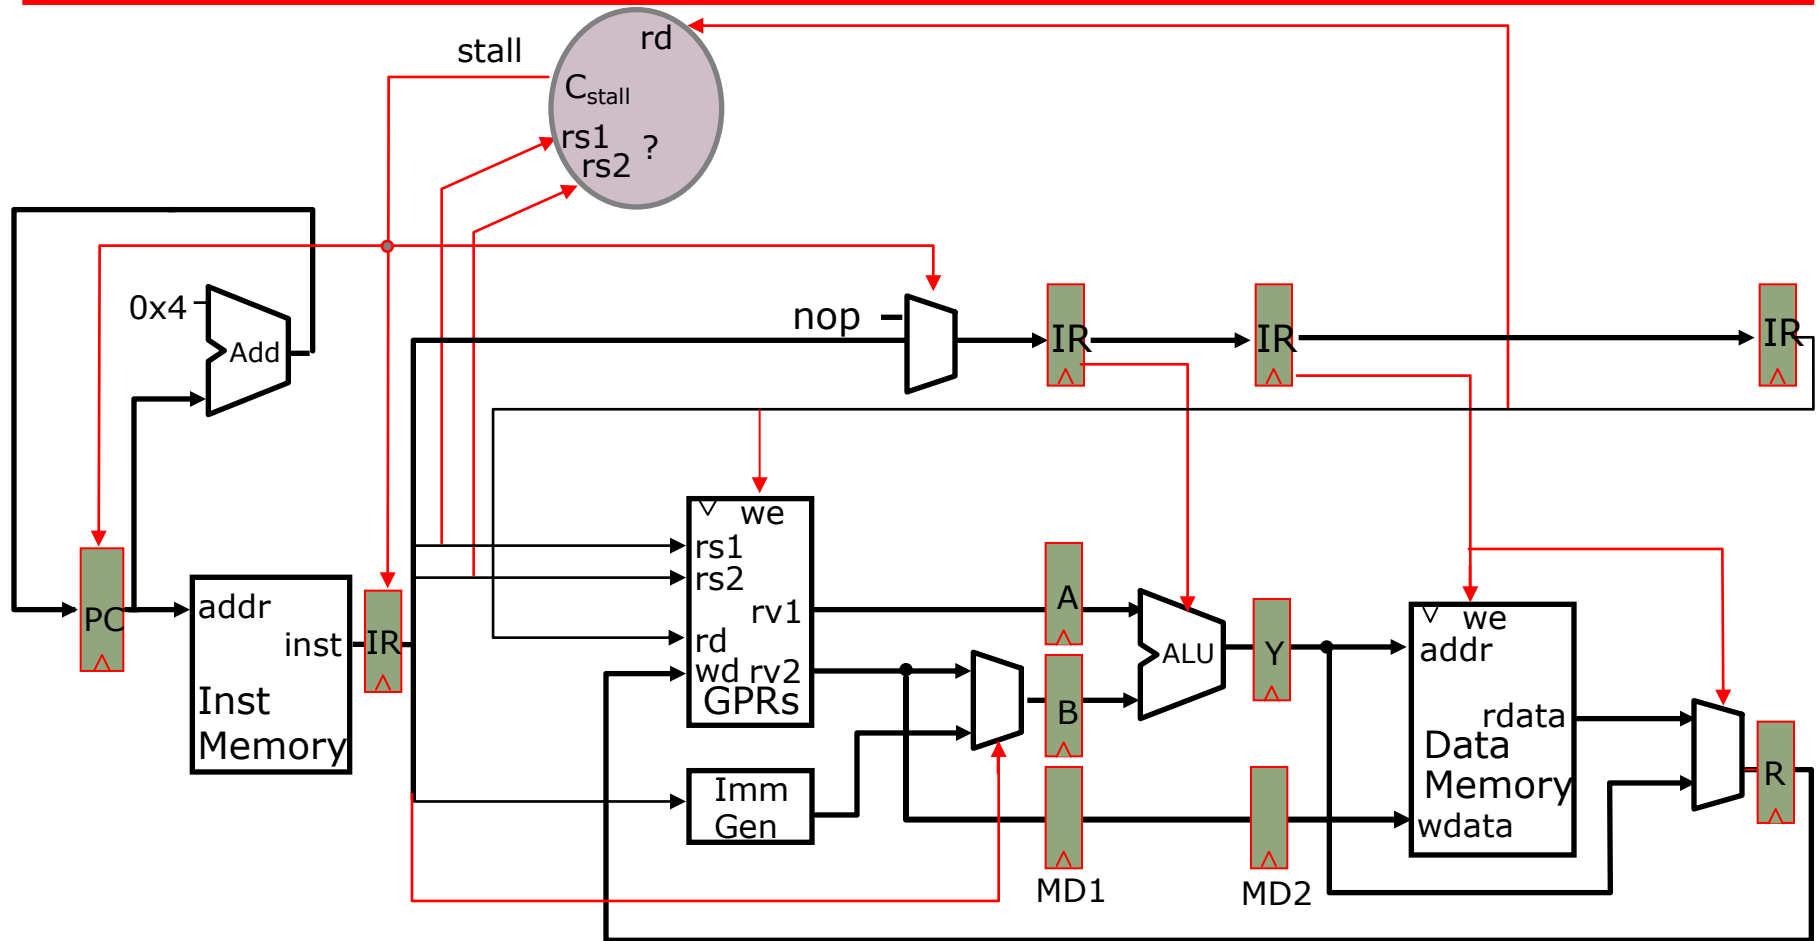 stall
rd
Cstall
rs1
rs2
?
0x4
Add
nop
IR
IR
IR
PC
addr
inst
Inst
Memory
IR
we
rs1
rs2
rv1
rd
wd rv2
GPRs
Imm
Gen
A
B
MD1
ALU
Y
MD2
we
addr
rdata
Data
Memory
wdata
R